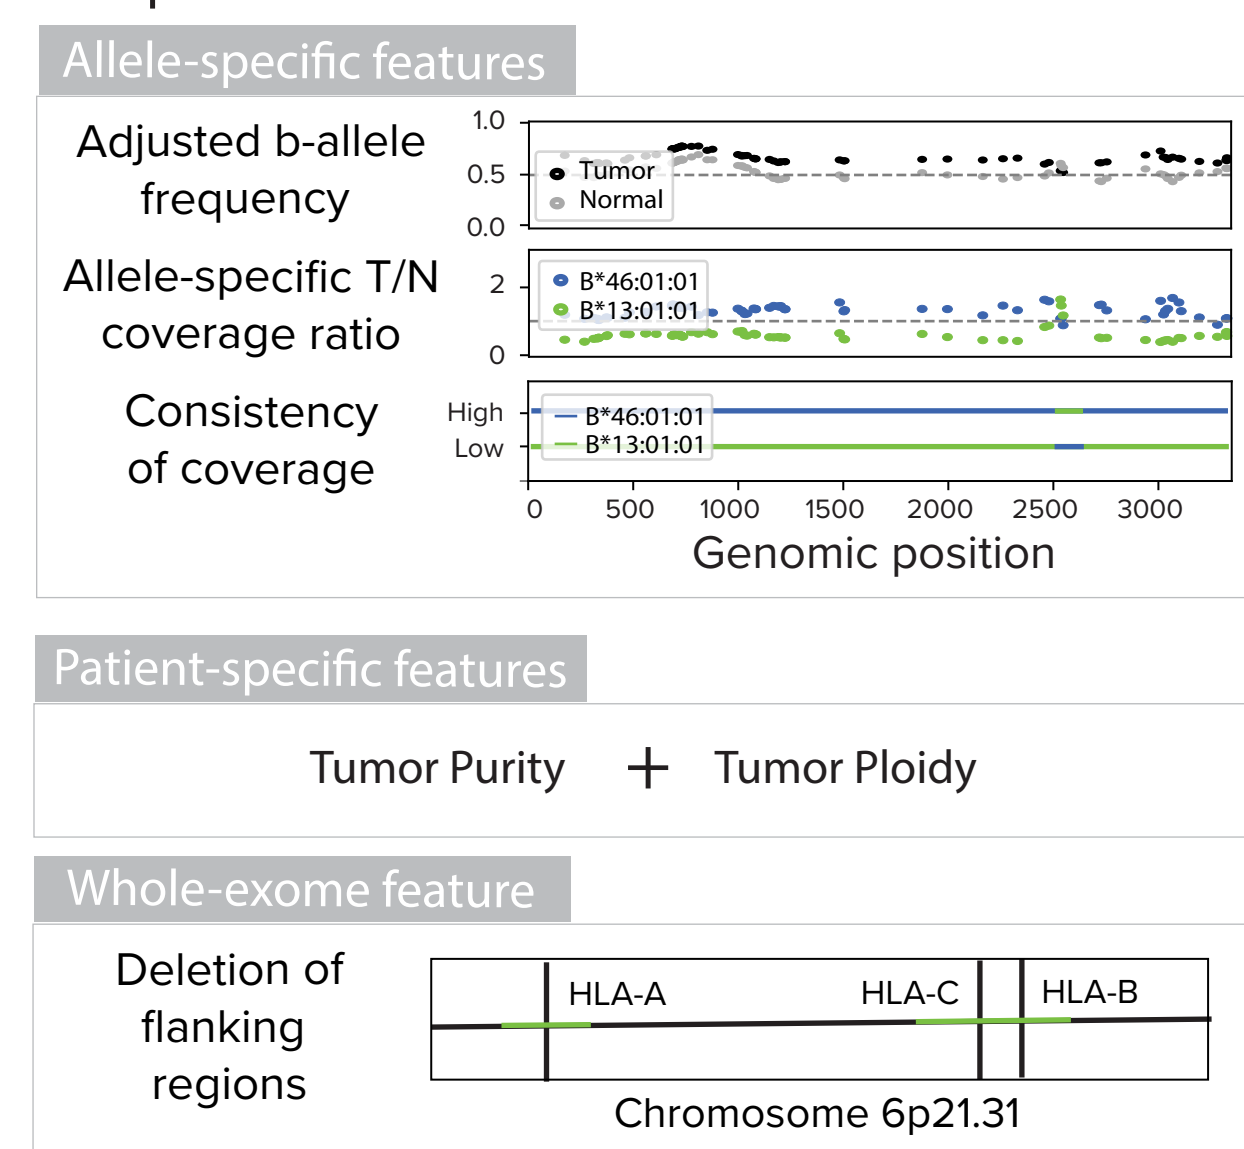 Allele-specific features
Adjusted b-allele
frequency
1.0
0.5
0.0
Tumor
Normal
Allele-specific T/N
coverage ratio
2
0
B*46:01:01
B*13:01:01
Consistency
of coverage
High
Low
B*46:01:01
B*13:01:01
0 500 1000 1500 2000 2500 3000
Genomic position
Patient-specific features
Tumor Purity + Tumor Ploidy
Whole-exome feature
Deletion of
flanking
regions
HLA-A HLA-C HLA-B
Chromosome 6p21.31